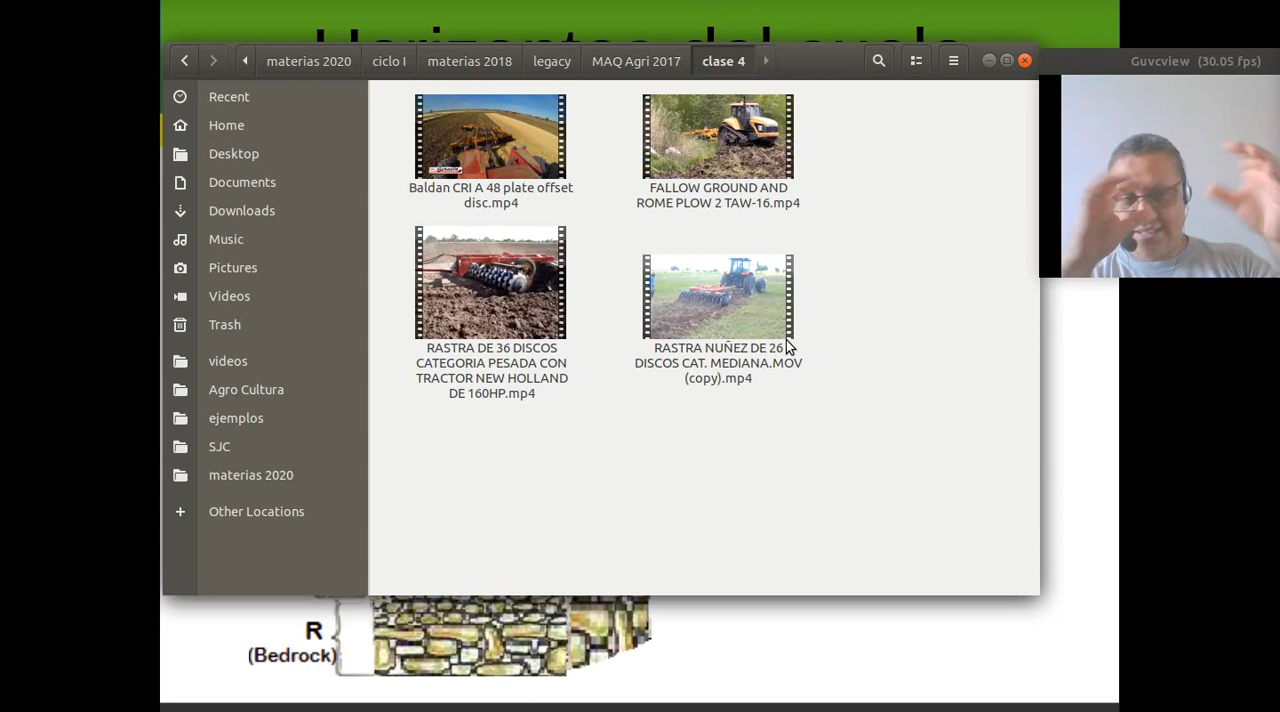 Horizontes del suelo
materias 2020
ciclo I
materias 2018
legacy
MAQ Agri 2017
clase 4
Guvcview (30.05 fps)
Recent
Home
Desktop
Documents
Downloads
Music
Pictures
Videos
Trash
videos
Agro Cultura
ejemplos
SJC
materias 2020
Other Locations
Baldan CRI A 48 plate offset
disc.mp4
FALLOW GROUND AND
ROME PLOW 2 TAW-16.mp4
RASTRA DE 36 DISCOS
CATEGORIA PESADA CON
TRACTOR NEW HOLLAND
DE 160HP.mp4
RASTRA NUÑEZ DE 26
DISCOS CAT. MEDIANA.MOV
(copy).mp4
R
(Bedrock)